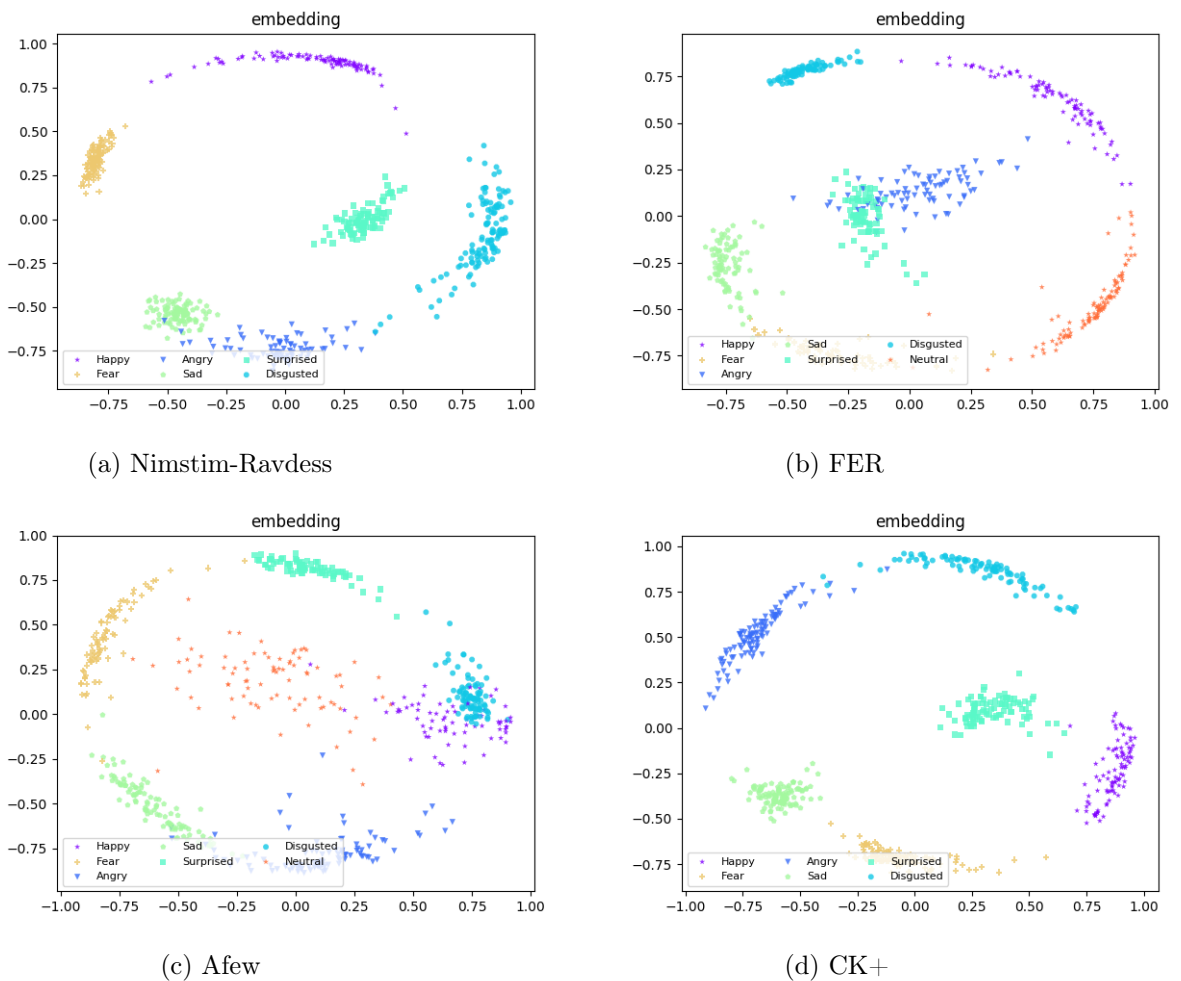 embedding
1.00
0.75
0.50
0.25
0.00
−0.25
−0.50
−0.75
−0.75 −0.50 −0.25 0.00 0.25 0.50 0.75 1.00
Happy Angry Surprised
Fear Sad Disgusted
(a) Nimstim-Ravdess
embedding
0.75
0.50
0.25
0.00
−0.25
−0.50
−0.75
−0.75 −0.50 −0.25 0.00 0.25 0.50 0.75 1.00
Happy Sad Disgusted
Fear Surprised Neutral
Angry
(b) FER
embedding
1.00
0.75
0.50
0.25
0.00
−0.25
−0.50
−0.75
−1.00 −0.75 −0.50 −0.25 0.00 0.25 0.50 0.75 1.00
Happy Sad Disgusted
Fear Surprised Neutral
Angry
(c) Afew
embedding
1.00
0.75
0.50
0.25
0.00
−0.25
−0.50
−0.75
−1.00 −0.75 −0.50 −0.25 0.00 0.25 0.50 0.75 1.00
Happy Angry Surprised
Fear Sad Disgusted
(d) CK+